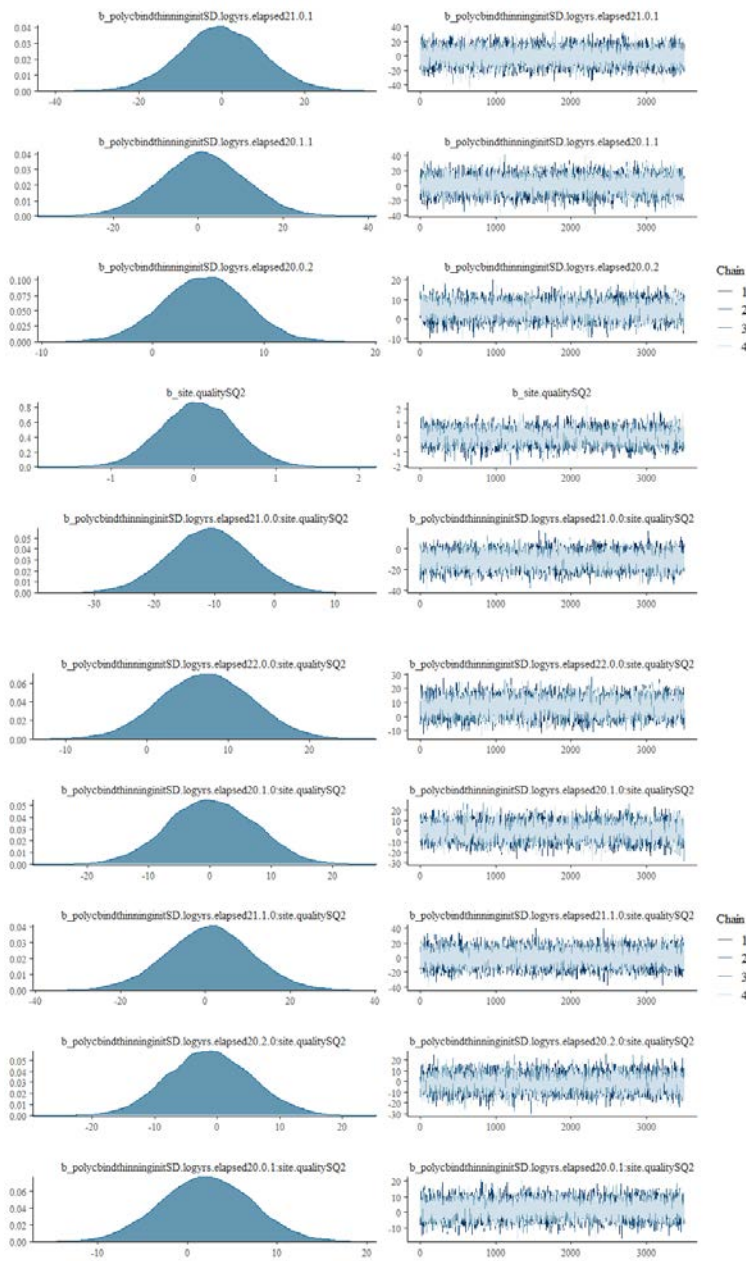 b_polycbindthinninginitSD.logyrs.elapsed21.0.1 b_polycbindthinninginitSD.logyrs.elapsed21.0.1
0.04 0.03 0.02 0.01 0.00
-40 -20 0 20
40 20 0 -20 -40
0 1000 2000 3000
b_polycbindthinninginitSD.logyrs.elapsed20.1.1 b_polycbindthinninginitSD.logyrs.elapsed20.1.1
0.04 0.03 0.02 0.01 0.00
-20 0 20 40
40 20 0 -20 -40
0 1000 2000 3000
b_polycbindthinninginitSD.logyrs.elapsed20.0.2 b_polycbindthinninginitSD.logyrs.elapsed20.0.2
0.100 0.075 0.050 0.025 0.000
-10 0 10 20
20 10 0 -10
0 1000 2000 3000
Chain
1
2
3
4
b_site.qualitySQ2 b_site.qualitySQ2
0.8 0.6 0.4 0.2 0.0
-1 0 1 2
2 1 0 -1 -2
0 1000 2000 3000
b_polycbindthinninginitSD.logyrs.elapsed21.0.0:site.qualitySQ2 b_polycbindthinninginitSD.logyrs.elapsed21.0.0:site.qualitySQ2
0.05 0.04 0.03 0.02 0.01 0.00
-30 -20 -10 0 10
0 -20 -40
0 1000 2000 3000
b_polycbindthinninginitSD.logyrs.elapsed22.0.0:site.qualitySQ2 b_polycbindthinninginitSD.logyrs.elapsed22.0.0:site.qualitySQ2
0.06 0.04 0.02 0.00
-10 0 10 20
30 20 10 0 -10
0 1000 2000 3000
b_polycbindthinninginitSD.logyrs.elapsed20.1.0:site.qualitySQ2 b_polycbindthinninginitSD.logyrs.elapsed20.1.0:site.qualitySQ2
0.05 0.04 0.03 0.02 0.01 0.00
-20 -10 0 10 20
20 10 0 -10 -20 -30
0 1000 2000 3000
b_polycbindthinninginitSD.logyrs.elapsed21.1.0:site.qualitySQ2 b_polycbindthinninginitSD.logyrs.elapsed21.1.0:site.qualitySQ2
0.04 0.03 0.02 0.01 0.00
-40 -20 0 20 40
40 20 0 -20 -40
0 1000 2000 3000
Chain
1
2
3
4
b_polycbindthinninginitSD.logyrs.elapsed20.2.0:site.qualitySQ2 b_polycbindthinninginitSD.logyrs.elapsed20.2.0:site.qualitySQ2
0.05 0.04 0.03 0.02 0.01 0.00
-20 -10 0 10 20
20 10 0 -10 -20 -30
0 1000 2000 3000
b_polycbindthinninginitSD.logyrs.elapsed20.0.1:site.qualitySQ2 b_polycbindthinninginitSD.logyrs.elapsed20.0.1:site.qualitySQ2
0.06 0.04 0.02 0.00
-10 0 10 20
20 10 0 -10
0 1000 2000 3000